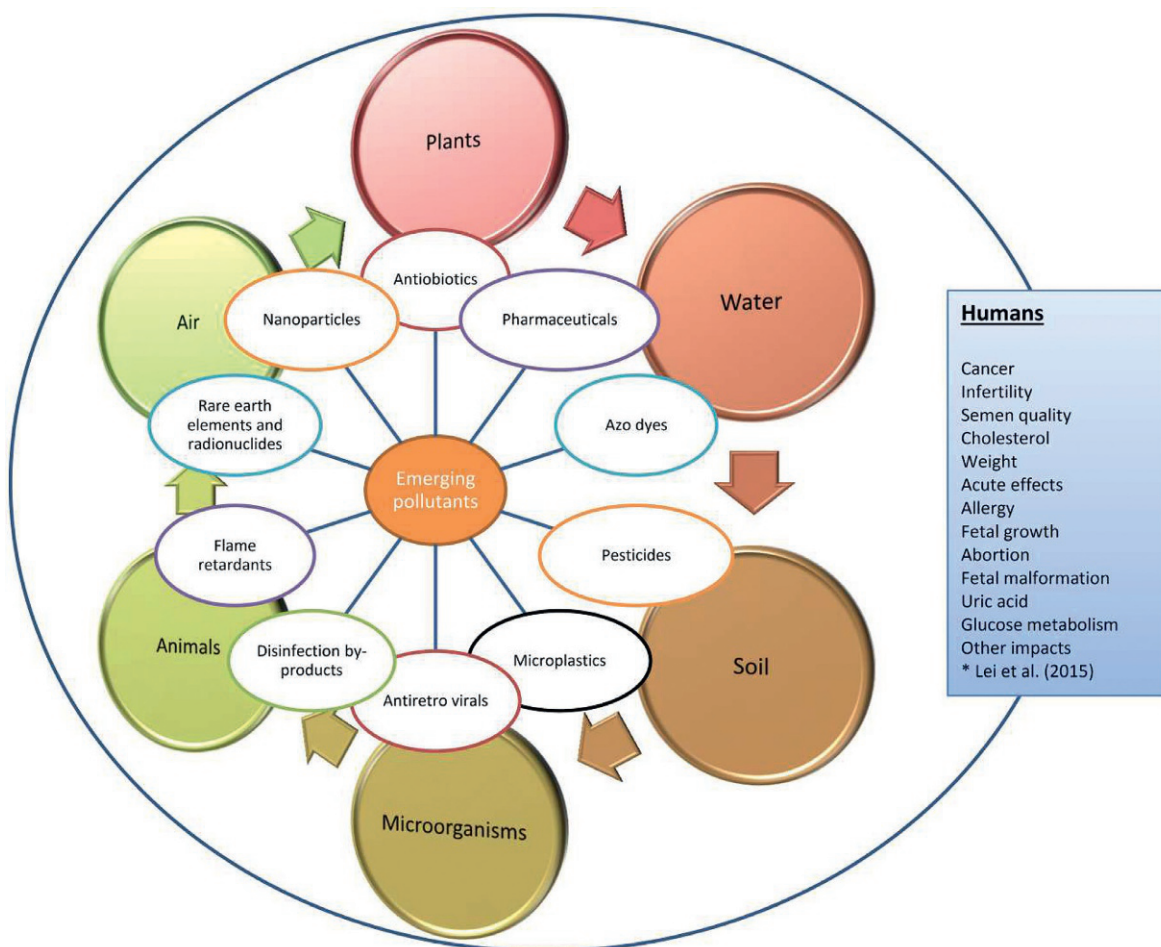 Plants
Water
Soil
Microorganisms
Animals
Air
Antiobiotics
Pharmaceuticals
Azo dyes
Pesticides
Microplastics
Antiretro virals
Disinfection by-
products
Flame
retardants
Rare earth
elements and
radionuclides
Nanoparticles
Emerging
pollutants
Humans
Cancer
Infertility
Semen quality
Cholesterol
Weight
Acute effects
Allergy
Fetal growth
Abortion
Fetal malformation
Uric acid
Glucose metabolism
Other impacts
* Lei et al. (2015)